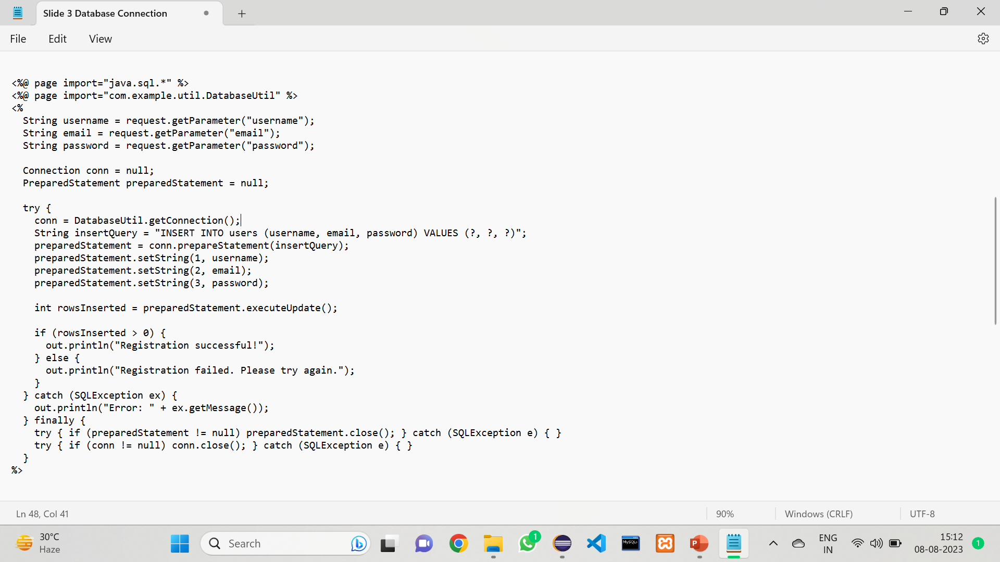 Slide 3 Database Connection
File Edit View
<%@ page import="java.sql.*" %>
<%@ page import="com.example.util.DatabaseUtil" %>
<%
  String username = request.getParameter("username");
  String email = request.getParameter("email");
  String password = request.getParameter("password");
  Connection conn = null;
  PreparedStatement preparedStatement = null;
  try {
    conn = DatabaseUtil.getConnection();
    String insertQuery = "INSERT INTO users (username, email, password) VALUES (?, ?, ?)";
    preparedStatement = conn.prepareStatement(insertQuery);
    preparedStatement.setString(1, username);
    preparedStatement.setString(2, email);
    preparedStatement.setString(3, password);
    int rowsInserted = preparedStatement.executeUpdate();
    if (rowsInserted > 0) {
      out.println("Registration successful!");
    } else {
      out.println("Registration failed. Please try again.");
    }
  } catch (SQLException ex) {
    out.println("Error: " + ex.getMessage());
  } finally {
    try { if (preparedStatement != null) preparedStatement.close(); } catch (SQLException e) { }
    try { if (conn != null) conn.close(); } catch (SQLException e) { }
  }
%>
Ln 48, Col 41 90% Windows (CRLF) UTF-8
30°C
Haze
Search
1
MySQL
P
ENG
IN
15:12
08-08-2023
1